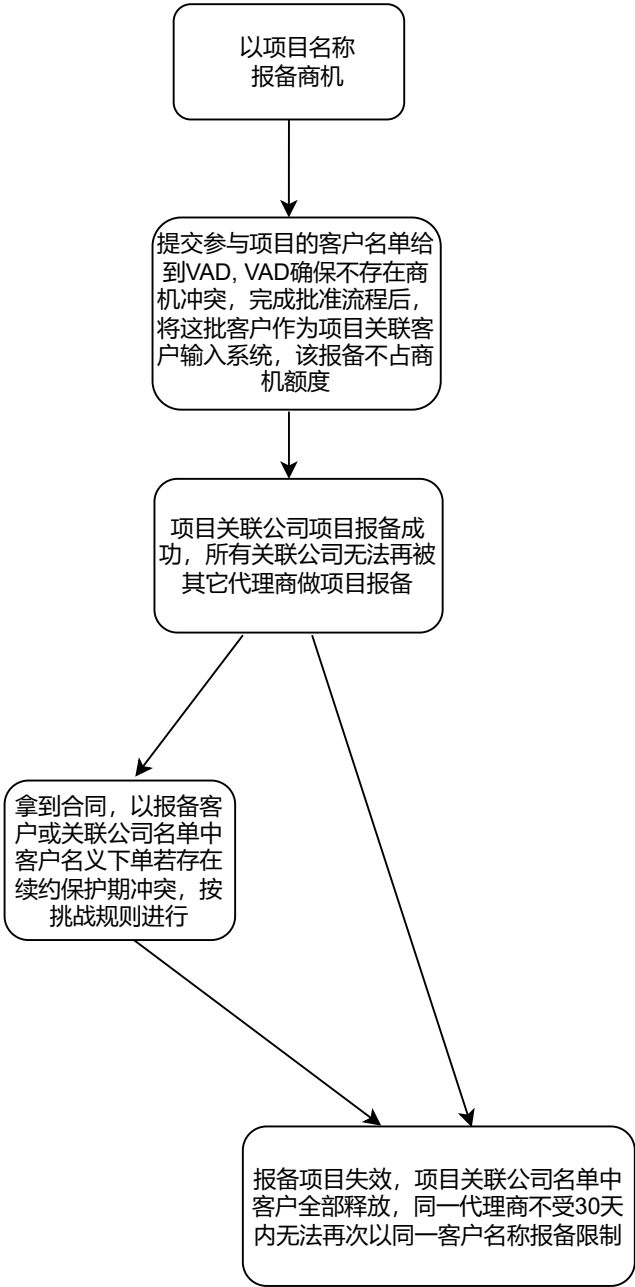 以项目名称
报备商机
提交参与项目的客户名单给
到VAD, VAD确保不存在商
机冲突，完成批准流程后，
将这批客户作为项目关联客
户输入系统，该报备不占商
机额度
项目关联公司项目报备成
功，所有关联公司无法再被
其它代理商做项目报备
拿到合同，以报备客
户或关联公司名单中
客户名义下单若存在
续约保护期冲突，按
挑战规则进行
报备项目失效，项目关联公司名单中
客户全部释放，同一代理商不受30天
内无法再次以同一客户名称报备限制